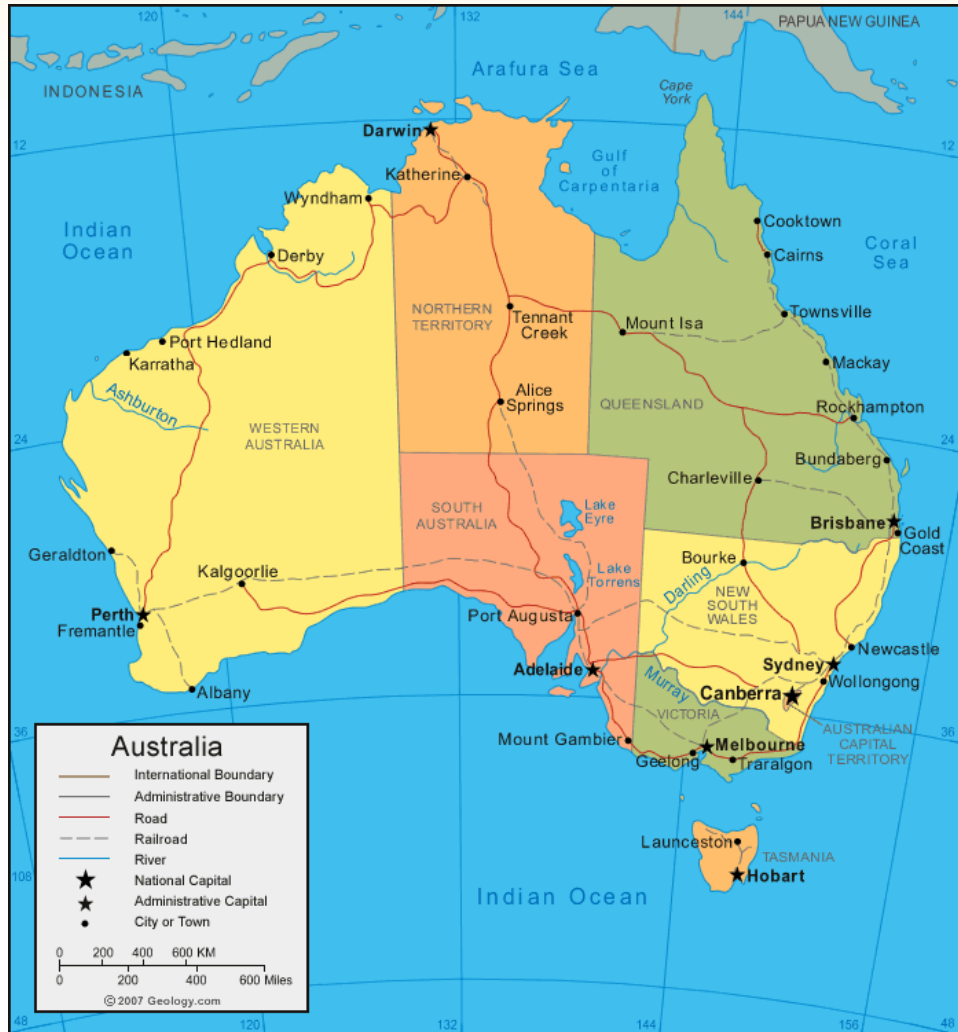 120
132
144
PAPUA NEW GUINEA
INDONESIA
Arafura Sea
Cape
York
Darwin
12
12
Gulf
of
Carpentaria
Katherine
Wyndham
Cooktown
Indian
Ocean
Coral
Sea
Derby
Cairns
NORTHERN
TERRITORY
Tennant
Creek
Townsville
Mount Isa
Port Hedland
Karratha
Mackay
Ashburton
Alice
Springs
QUEENSLAND
Rockhampton
WESTERN
AUSTRALIA
24
24
Bundaberg
Charleville
SOUTH
AUSTRALIA
Lake
Eyre
Brisbane
Gold
Coast
Geraldton
Bourke
Kalgoorlie
Lake
Torrens
Darling
NEW
SOUTH
WALES
Perth
Fremantle
Port Augusta
Newcastle
Adelaide
Sydney
Wollongong
Murray
Canberra
Albany
VICTORIA
AUSTRALIAN
CAPITAL
TERRITORY
36
36
Mount Gambier
Melbourne
Geelong
Traralgon
Launceston
TASMANIA
Hobart
Indian Ocean
Australia
International Boundary
Administrative Boundary
Road
Railroad
River
National Capital
Administrative Capital
City or Town
0 200 400 600 KM
0 200 400 600 Miles
© 2007 Geology.com
108
48
120
132
144
156
48